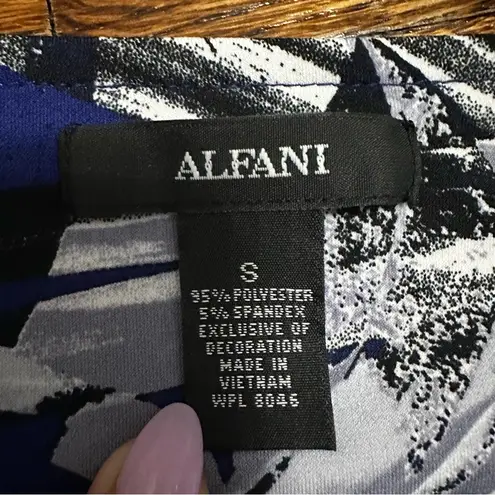 ALFANI
S
95% POLYESTER
5% SPANDEX
EXCLUSIVE OF
DECORATION
MADE IN
VIETNAM
WPL 8046